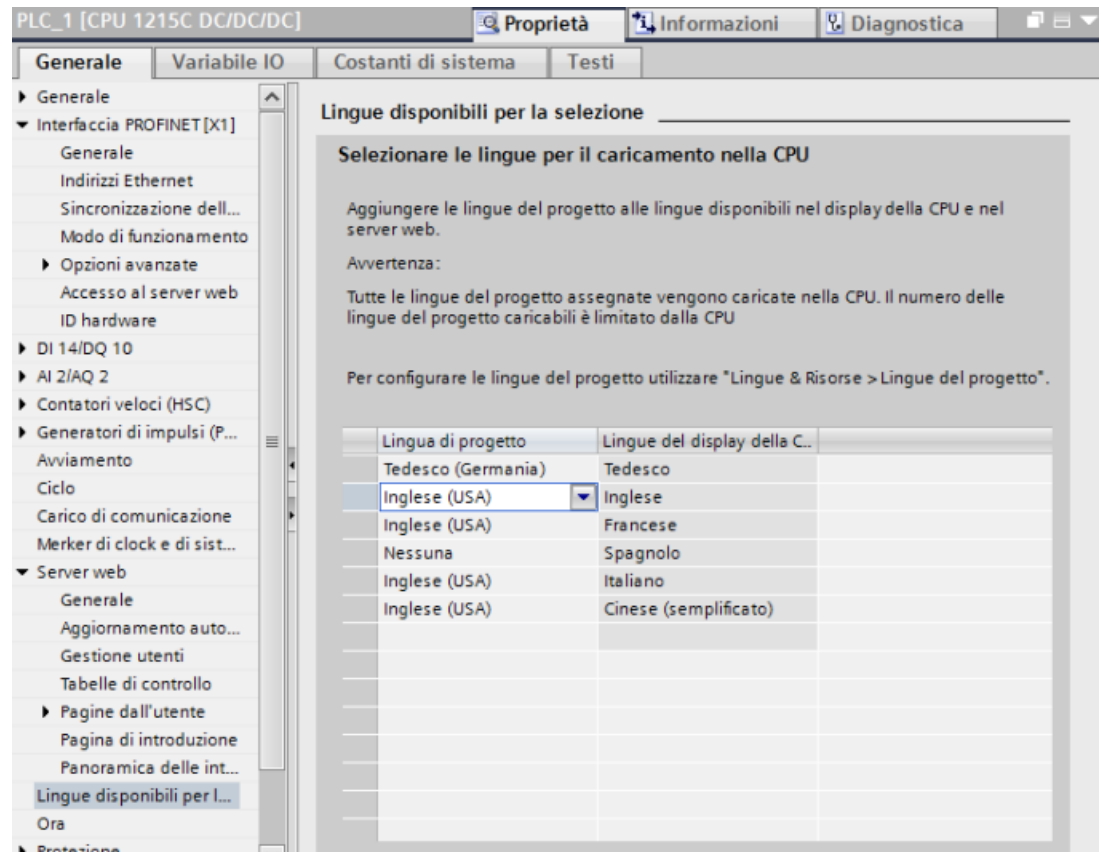 PLC_1 [CPU 1215C DC/DC/DC]
Proprietà
Informazioni
Diagnostica
Generale
Variabile IO
Costanti di sistema
Testi
Generale
Interfaccia PROFINET [X1]
Generale
Indirizzi Ethernet
Sincronizzazione dell...
Modo di funzionamento
Opzioni avanzate
Accesso al server web
ID hardware
DI 14/DQ 10
AI 2/AQ 2
Contatori veloci (HSC)
Generatori di impulsi (P...
Avviamento
Ciclo
Carico di comunicazione
Merker di clock e di sist...
Server web
Generale
Aggiornamento auto...
Gestione utenti
Tabelle di controllo
Pagine dall'utente
Pagina di introduzione
Panoramica delle int...
Lingue disponibili per l...
Ora
Protezione
Lingue disponibili per la selezione
Selezionare le lingue per il caricamento nella CPU
Aggiungere le lingue del progetto alle lingue disponibili nel display della CPU e nel
server web.
Avvertenza:
Tutte le lingue del progetto assegnate vengono caricate nella CPU. Il numero delle
lingue del progetto caricabili è limitato dalla CPU
Per configurare le lingue del progetto utilizzare "Lingue & Risorse > Lingue del progetto".
Lingua di progetto Lingue del display della C..
Tedesco (Germania) Tedesco
Inglese (USA) Inglese
Inglese (USA) Francese
Nessuna Spagnolo
Inglese (USA) Italiano
Inglese (USA) Cinese (semplificato)